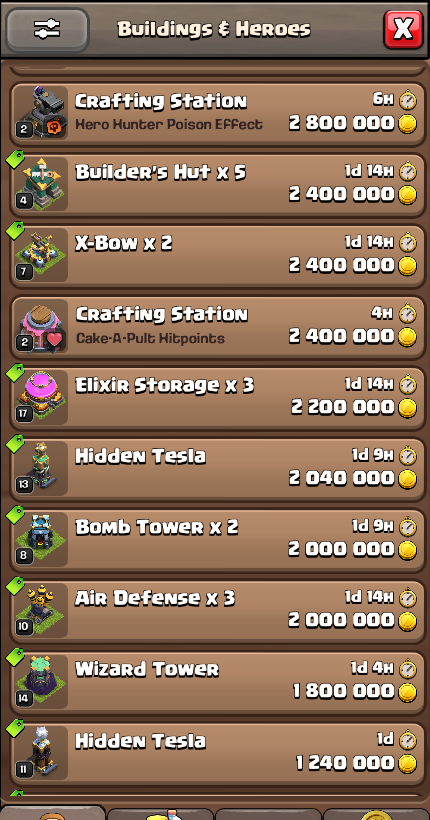 Buildings & Heroes
X
Crafting Station
6H
Hero Hunter Poison Effect
2 800 000
2
Builder's Hut x 5
1d 14H
2 400 000
4
X-Bow x 2
1d 14H
2 400 000
7
Crafting Station
4H
Cake-A-Pult Hitpoints
2 400 000
2
Elixir Storage x 3
1d 14H
2 200 000
17
Hidden Tesla
1d 9H
2 040 000
13
Bomb Tower x 2
1d 9H
2 000 000
8
Air Defense x 3
1d 14H
2 000 000
10
Wizard Tower
1d 4H
1 800 000
14
Hidden Tesla
1d
1 240 000
11